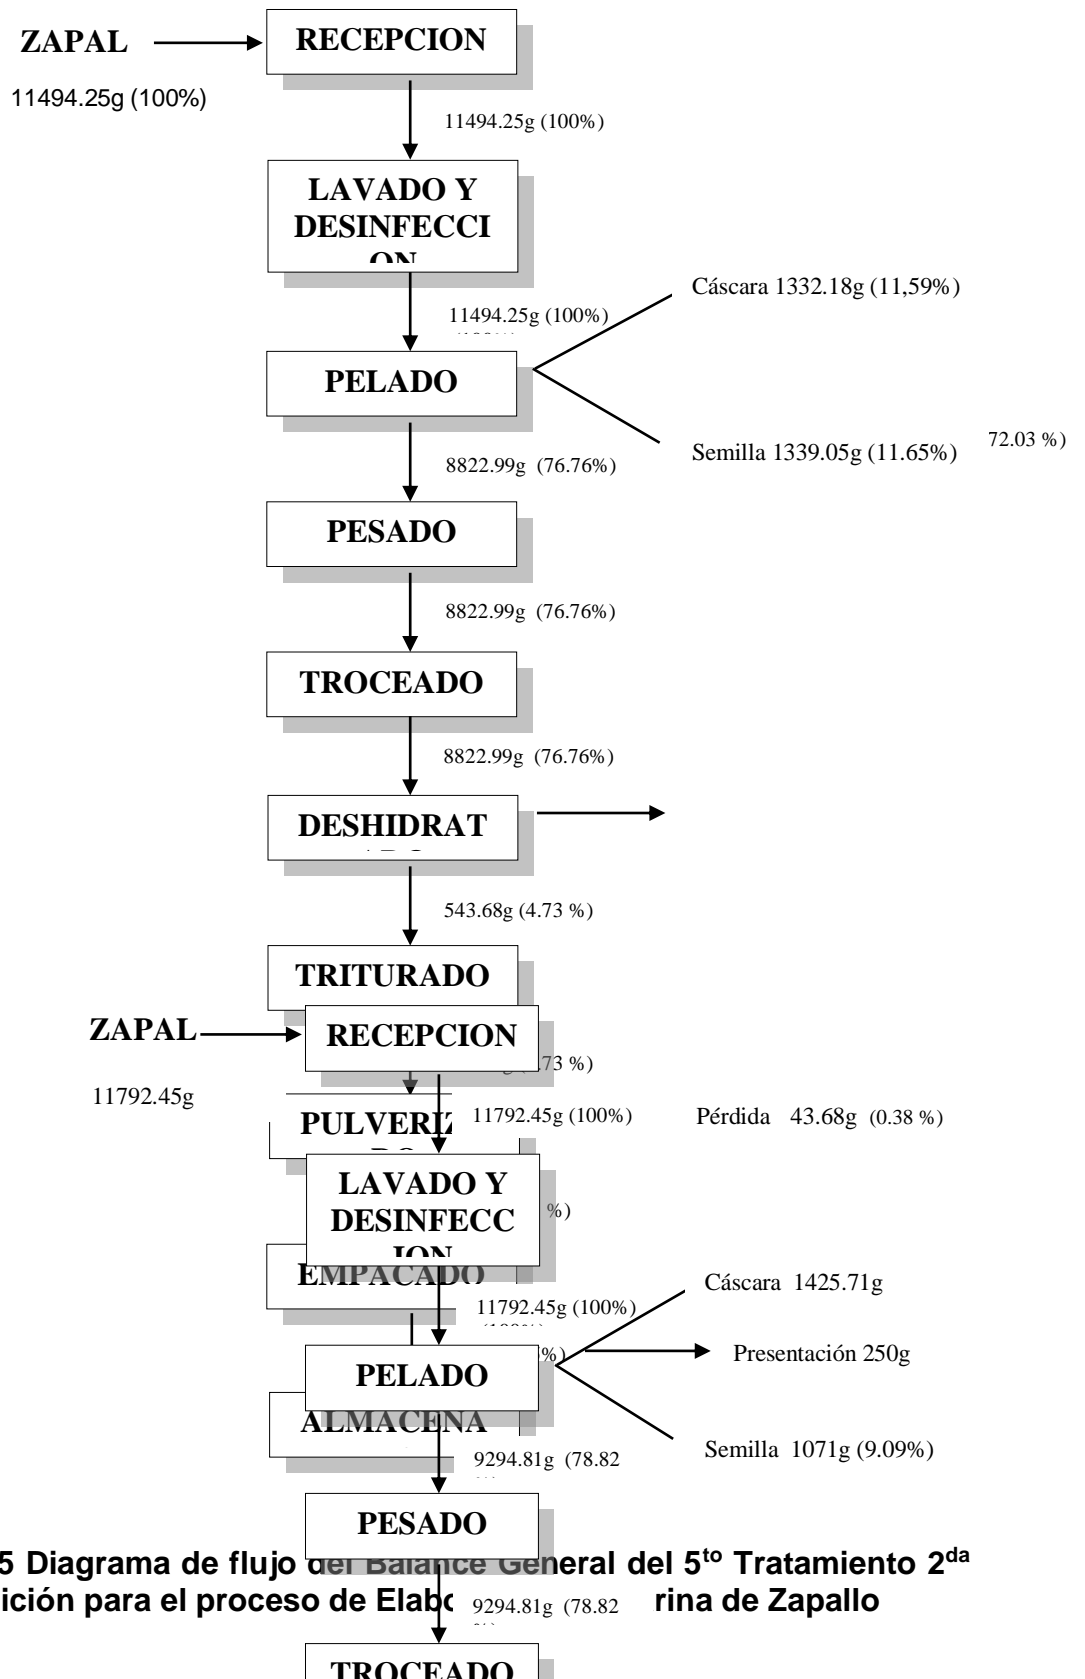 ZAPAL
RECEPCION
11494.25g (100%)
11494.25g (100%)
LAVADO Y
DESINFECCI
ON
11494.25g (100%)
Cáscara 1332.18g (11,59%)
PELADO
Semilla 1339.05g (11.65%)
72.03 %)
8822.99g (76.76%)
PESADO
8822.99g (76.76%)
TROCEADO
8822.99g (76.76%)
DESHIDRAT
543.68g (4.73 %)
TRITURADO
ZAPAL
RECEPCION
.73 %)
11792.45g
PULVERIZ
11792.45g (100%)
Pérdida 43.68g (0.38 %)
LAVADO Y
DESINFECC
ION
%)
EMPACADO
Cáscara 1425.71g
11792.45g (100%)
%)
Presentación 250g
PELADO
ALMACENA
Semilla 1071g (9.09%)
9294.81g (78.82
PESADO
5 Diagrama de flujo del Balance General del 5to Tratamiento 2da
ición para el proceso de Elabo rina de Zapallo
9294.81g (78.82
TROCEADO